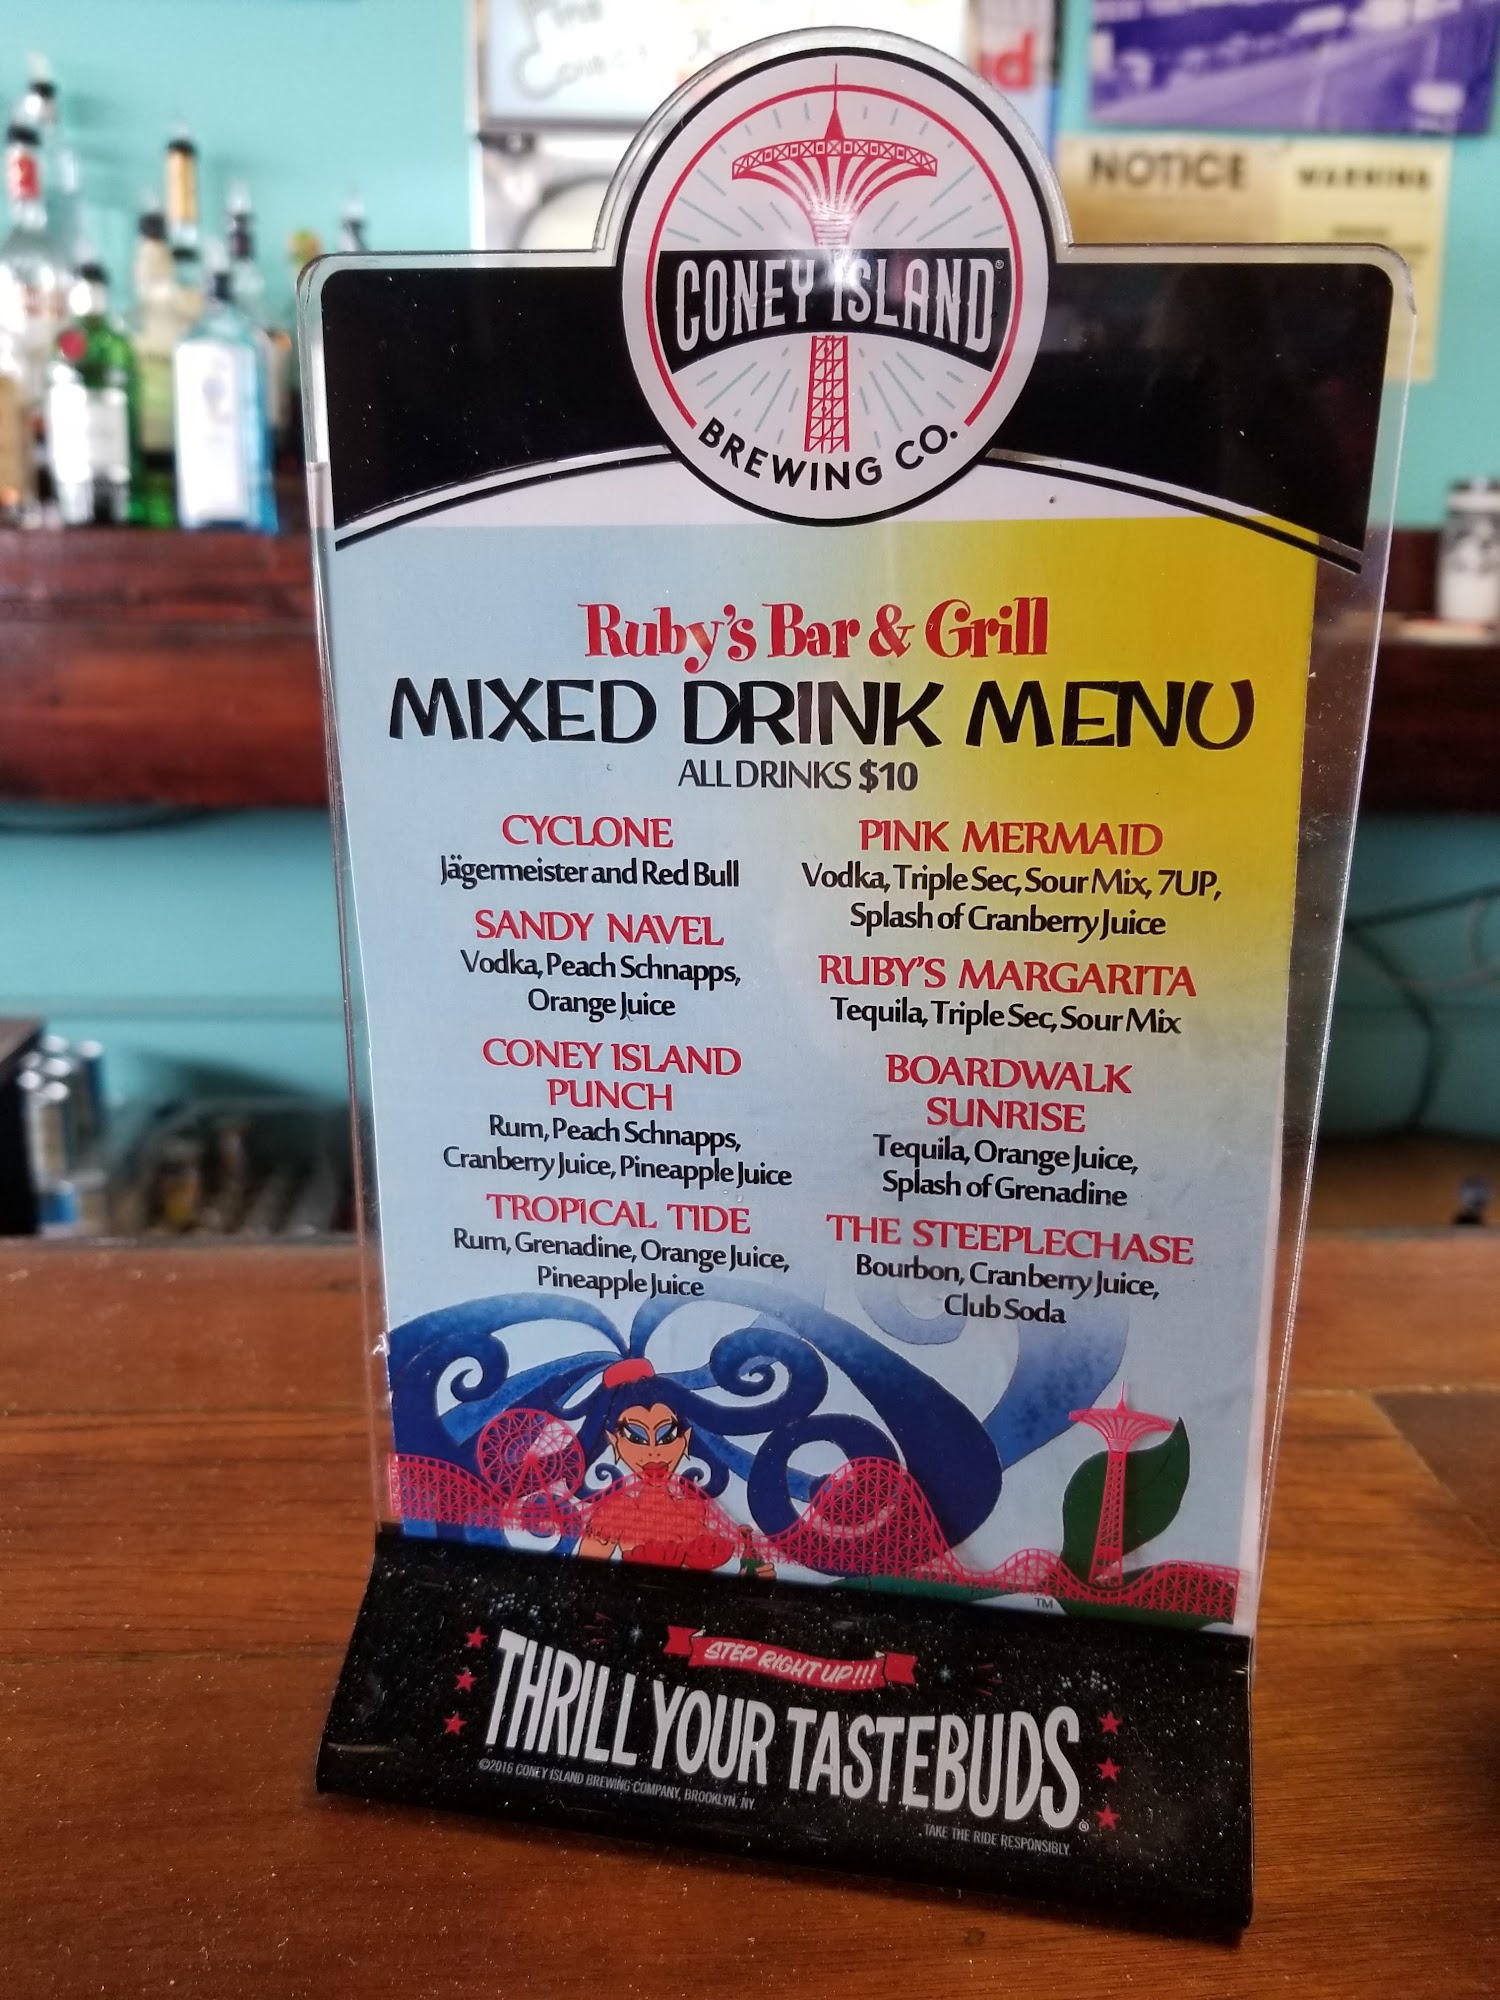 NOTICE
WARNING
CONEY ISLAND®
BREWING CO.
Ruby's Bar & Grill
MIXED DRINK MENU
ALL DRINKS $10
CYCLONE
Jägermeister and Red Bull
SANDY NAVEL
Vodka, Peach Schnapps,
Orange Juice
CONEY ISLAND
PUNCH
Rum, Peach Schnapps,
Cranberry Juice, Pineapple Juice
TROPICAL TIDE
Rum, Grenadine, Orange Juice,
Pineapple Juice
PINK MERMAID
Vodka, Triple Sec, Sour Mix, 7UP,
Splash of Cranberry Juice
RUBY'S MARGARITA
Tequila, Triple Sec, Sour Mix
BOARDWALK
SUNRISE
Tequila, Orange Juice,
Splash of Grenadine
THE STEEPLECHASE
Bourbon, Cranberry Juice,
Club Soda
TM
STEP RIGHT UP!!!
THRILL YOUR TASTEBUDS®
©2016 CONEY ISLAND BREWING COMPANY, BROOKLYN, NY
TAKE THE RIDE RESPONSIBLY